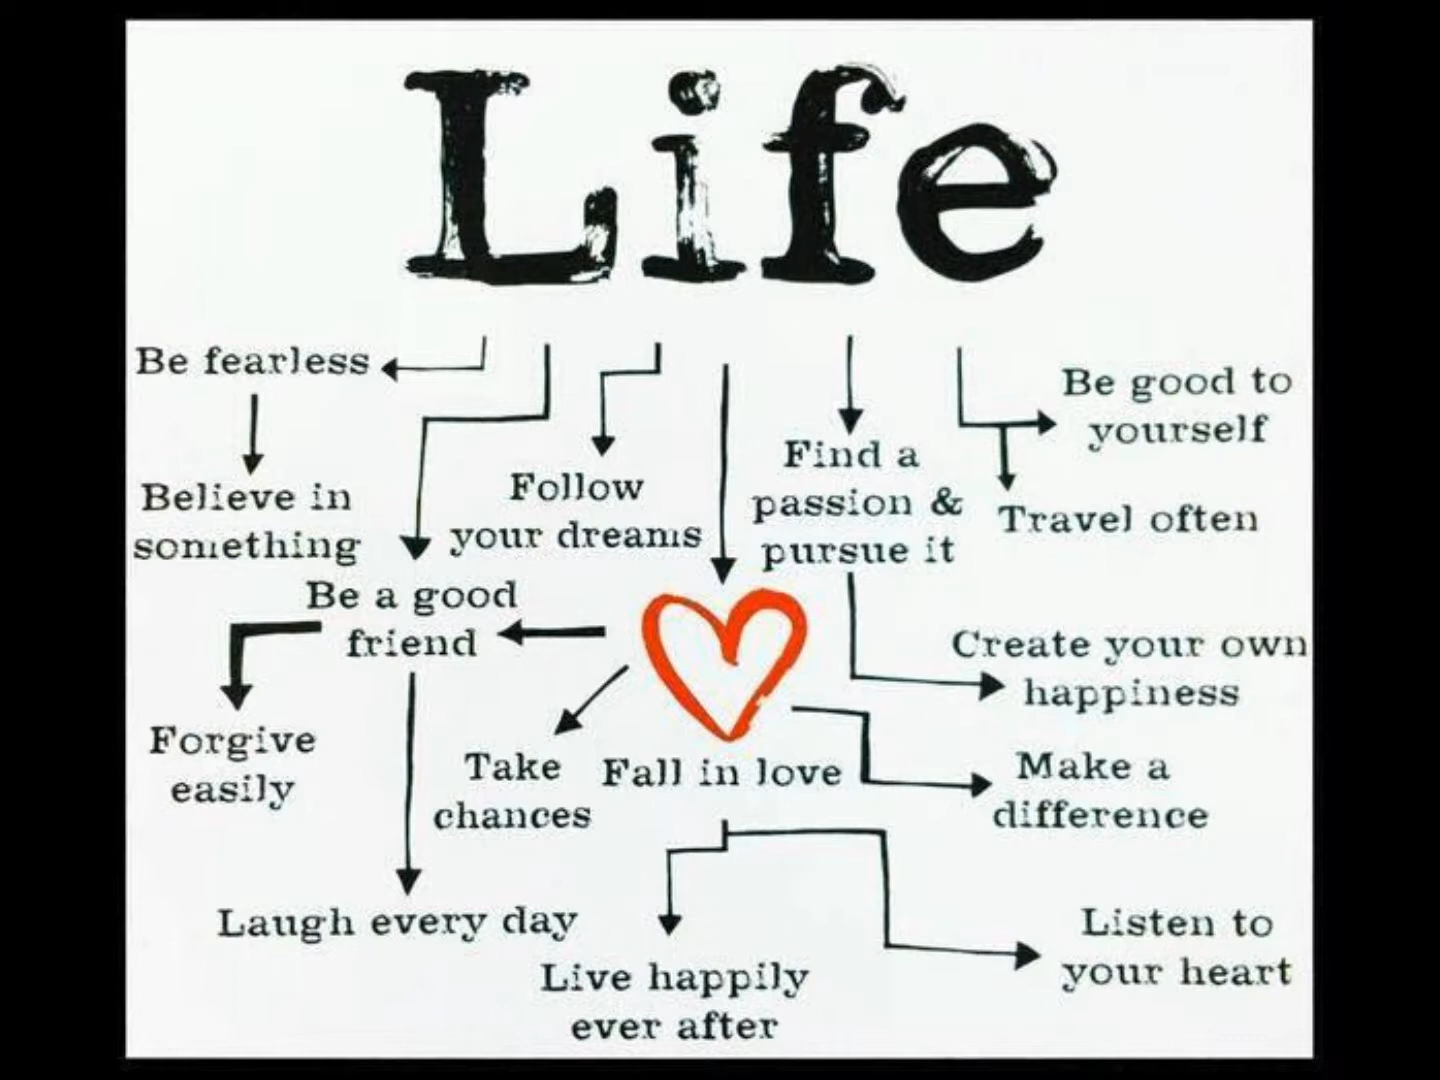 Life
Be fearless
Believe in
something
Be a good
friend
Forgive
easily
Laugh every day
Follow
your dreams
Take
chances
Fall in love
Live happily
ever after
Find a
passion &
pursue it
Be good to
yourself
Travel often
Create your own
happiness
Make a
difference
Listen to
your heart